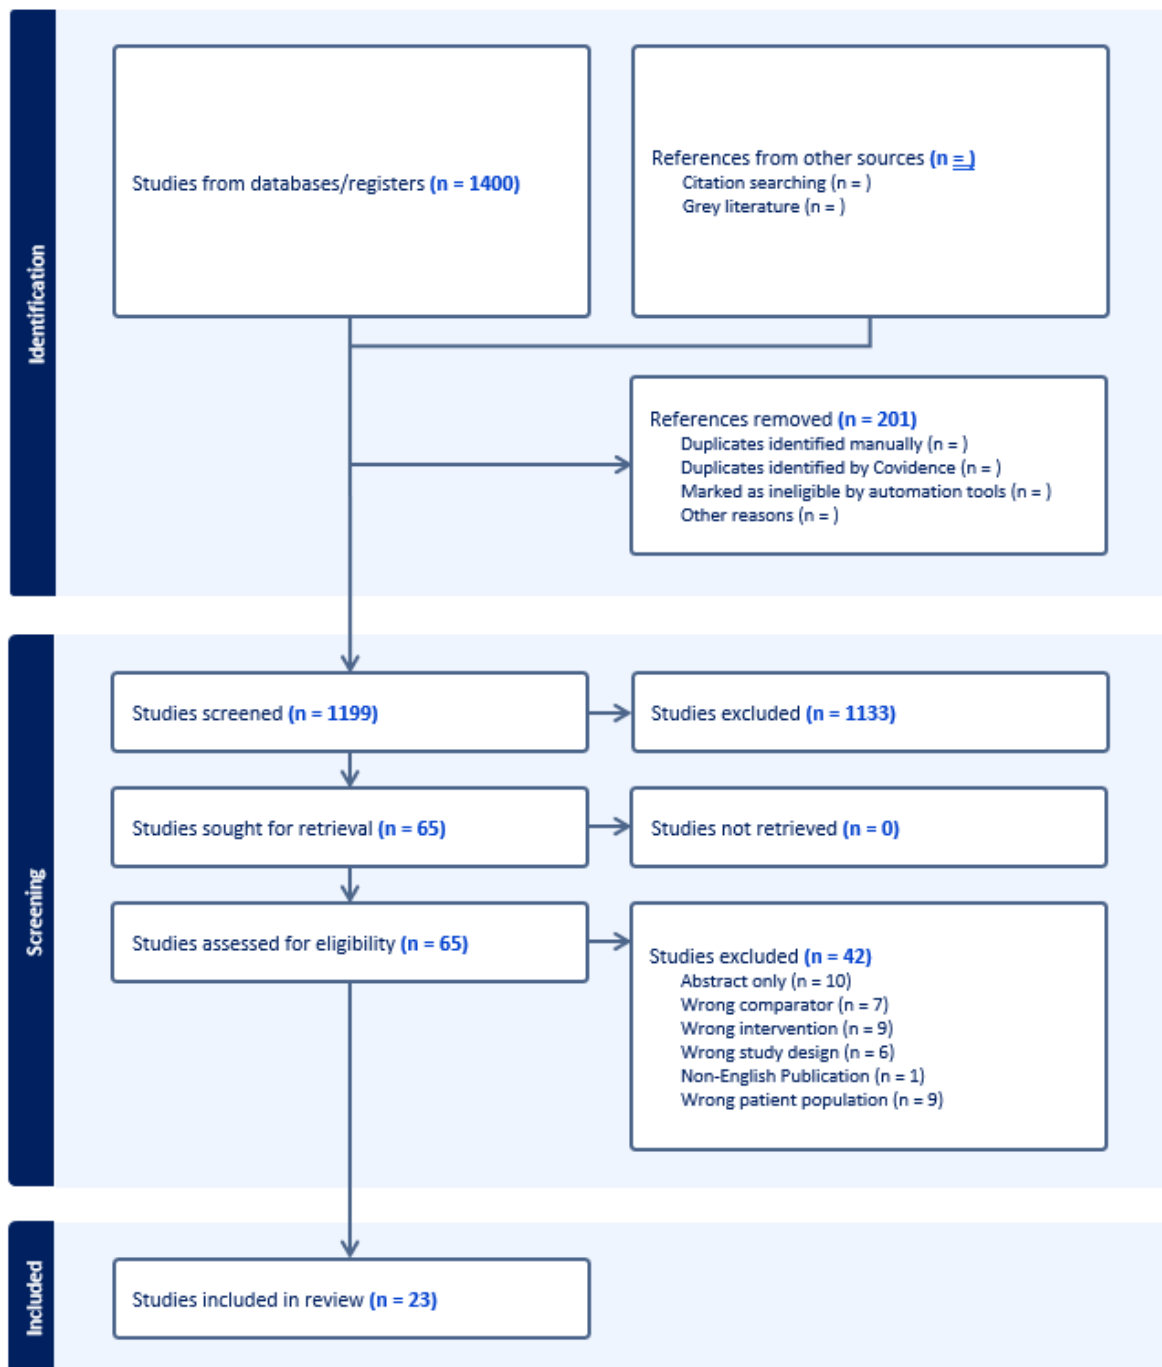 Identification
Studies from databases/registers (n = 1400)
References from other sources (n = )
Citation searching (n = )
Grey literature (n = )
References removed (n = 201)
Duplicates identified manually (n = )
Duplicates identified by Covidence (n = )
Marked as ineligible by automation tools (n = )
Other reasons (n = )
Screening
Studies screened (n = 1199)
Studies excluded (n = 1133)
Studies sought for retrieval (n = 65)
Studies not retrieved (n = 0)
Studies assessed for eligibility (n = 65)
Studies excluded (n = 42)
Abstract only (n = 10)
Wrong comparator (n = 7)
Wrong intervention (n = 9)
Wrong study design (n = 6)
Non-English Publication (n = 1)
Wrong patient population (n = 9)
Included
Studies included in review (n = 23)